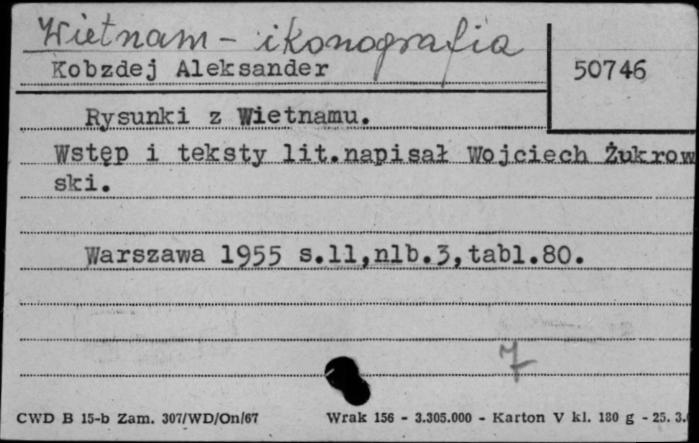 Wietnam - ikonografia
Kobzdej Aleksander
50746
Rysunki z Wietnamu.
Wstęp i teksty lit.napisał Wojciech Żukrow
ski.
Warszawa 1955 s.11,nlb.3,tabl.80.
7
CWD B 15-b Zam. 307/WD/On/67 Wrak 156 - 3.305.000 - Karton V kl. 180 g - 25. 3.